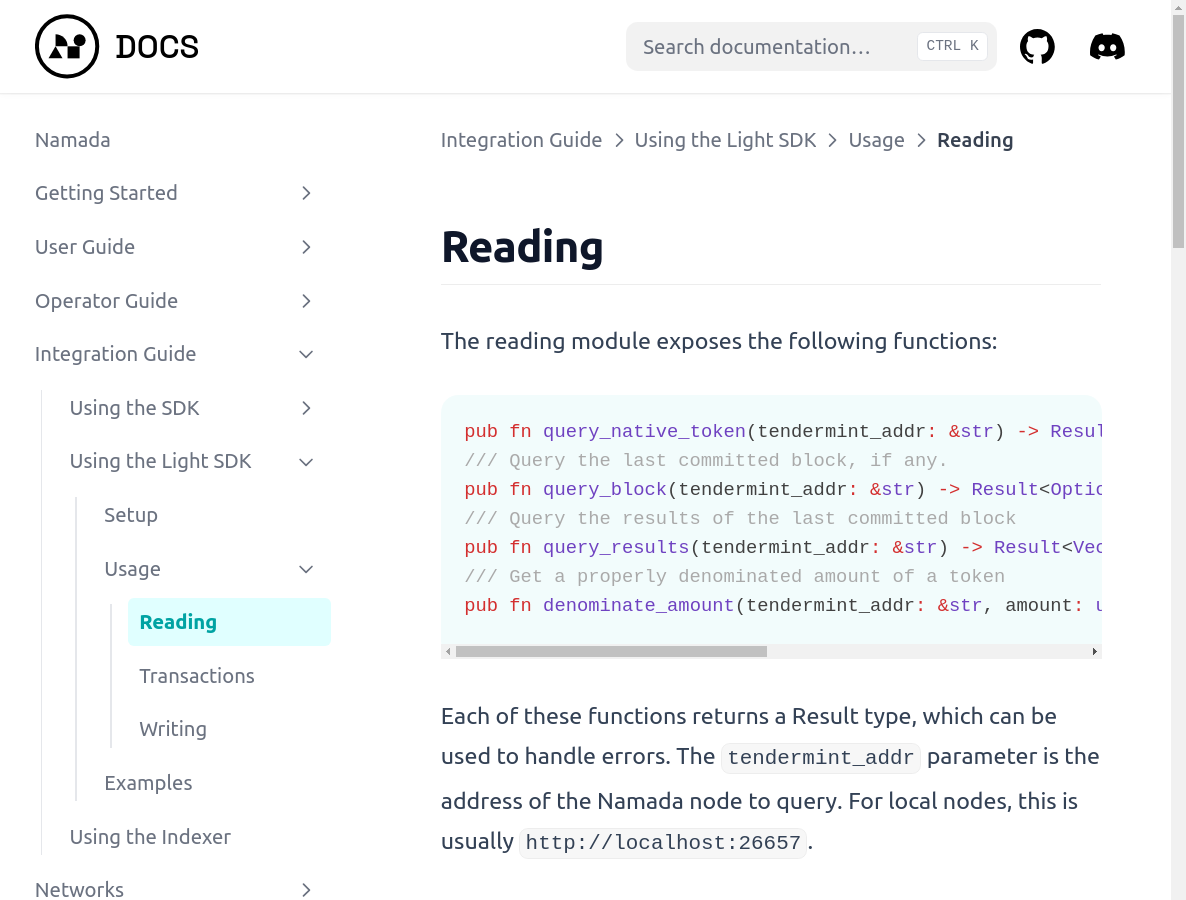 DOCS
Search documentation…
CTRL K
Namada
Getting Started
User Guide
Operator Guide
Integration Guide
Using the SDK
Using the Light SDK
Setup
Usage
Reading
Transactions
Writing
Examples
Using the Indexer
Networks
Integration Guide > Using the Light SDK > Usage > Reading
Reading
The reading module exposes the following functions:
pub fn query_native_token(tendermint_addr: &str) -> Resul
/// Query the last committed block, if any.
pub fn query_block(tendermint_addr: &str) -> Result<Optio
/// Query the results of the last committed block
pub fn query_results(tendermint_addr: &str) -> Result<Vec
/// Get a properly denominated amount of a token
pub fn denominate_amount(tendermint_addr: &str, amount: u
Each of these functions returns a Result type, which can be
used to handle errors. The tendermint_addr parameter is the
address of the Namada node to query. For local nodes, this is
usually http://localhost:26657.